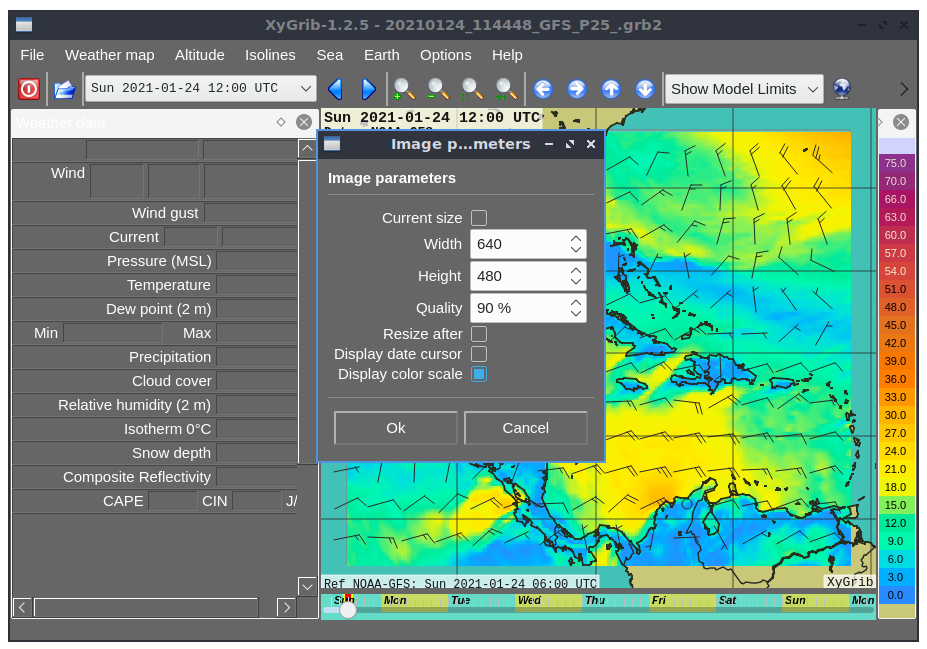 XyGrib-1.2.5 - 20210124_114448_GFS_P25_.grb2
File Weather map Altitude Isolines Sea Earth Options Help
Sun 2021-01-24 12:00 UTC
Show Model Limits
Weather data
Wind
Wind gust
Current
Pressure (MSL)
Temperature
Dew point (2 m)
Min Max
Precipitation
Cloud cover
Relative humidity (2 m)
Isotherm 0°C
Snow depth
Composite Reflectivity
CAPE CIN J/
Sun 2021-01-24 12:00 UTC
Image p…meters
Image parameters
Current size
Width 640
Height 480
Quality 90 %
Resize after
Display date cursor
Display color scale
Ok Cancel
Ref NOAA-GFS: Sun 2021-01-24 06:00 UTC
XyGrib
Sun Mon Tue Wed Thu Fri Sat Sun Mon
75.0
70.0
66.0
63.0
60.0
57.0
54.0
51.0
48.0
45.0
42.0
39.0
36.0
33.0
30.0
27.0
24.0
21.0
18.0
15.0
12.0
9.0
6.0
3.0
0.0